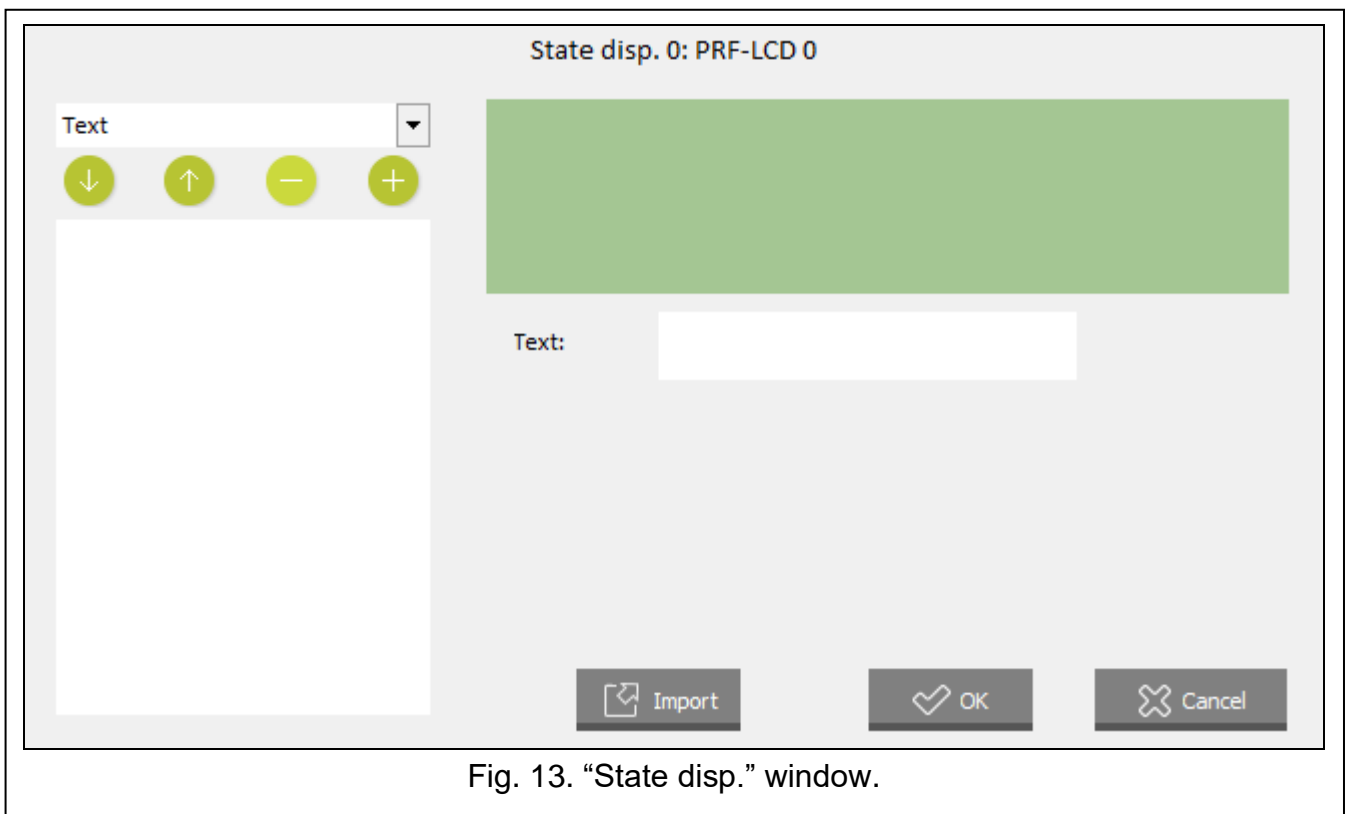 State disp. 0: PRF-LCD 0
Text
Text:
Import
OK
Cancel
Fig. 13. “State disp.” window.